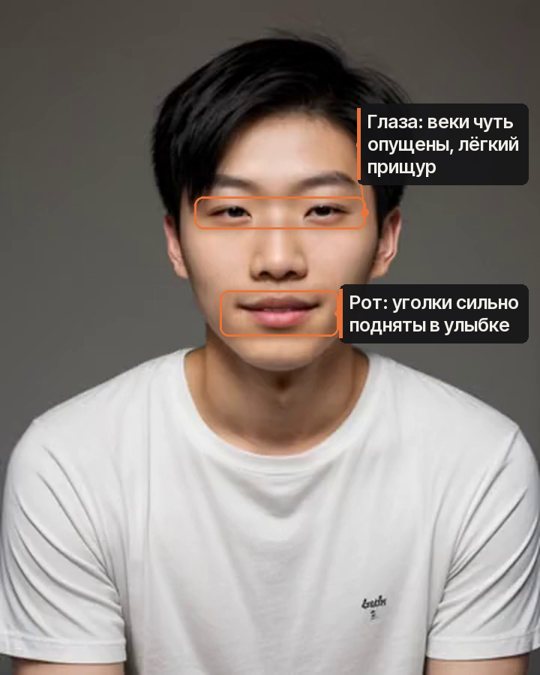 Глаза: веки чуть
опущены, лёгкий
прищур
Рот: уголки сильно
подняты в улыбке